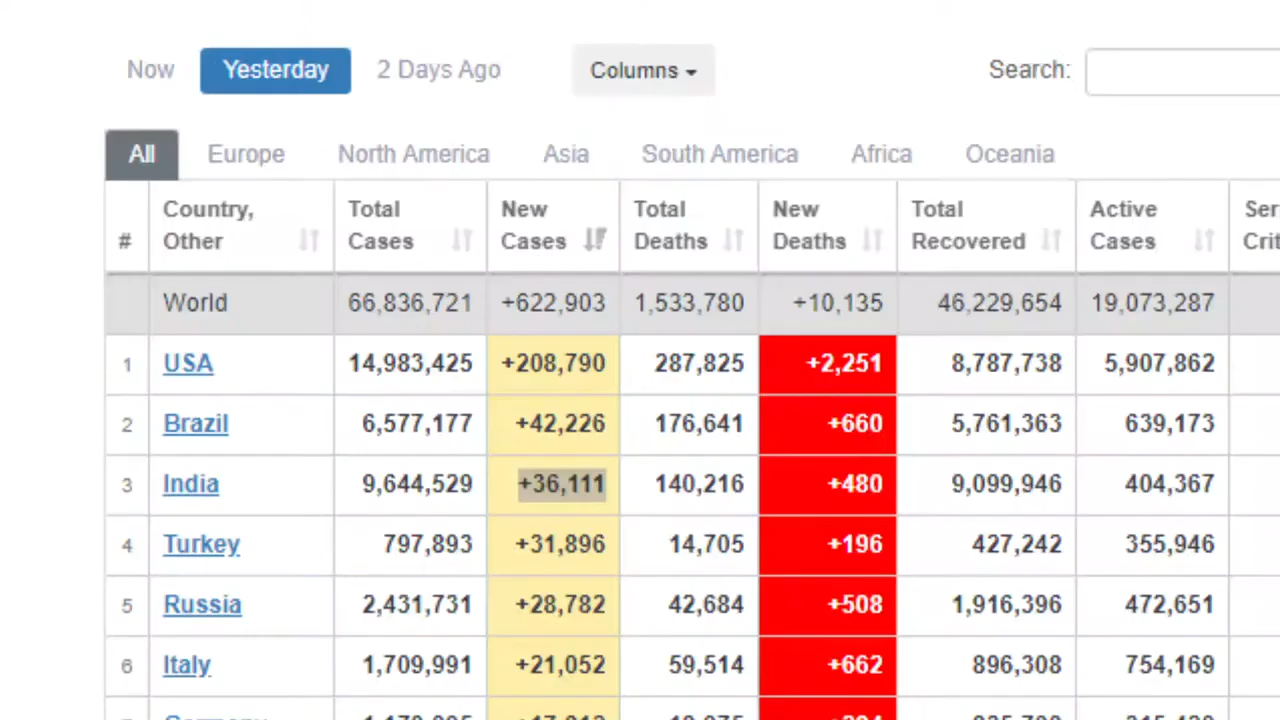 Now Yesterday 2 Days Ago Columns Search:
All Europe North America Asia South America Africa Oceania
# Country, Other Total Cases New Cases Total Deaths New Deaths Total Recovered Active Cases
World 66,836,721 +622,903 1,533,780 +10,135 46,229,654 19,073,287
1 USA 14,983,425 +208,790 287,825 +2,251 8,787,738 5,907,862
2 Brazil 6,577,177 +42,226 176,641 +660 5,761,363 639,173
3 India 9,644,529 +36,111 140,216 +480 9,099,946 404,367
4 Turkey 797,893 +31,896 14,705 +196 427,242 355,946
5 Russia 2,431,731 +28,782 42,684 +508 1,916,396 472,651
6 Italy 1,709,991 +21,052 59,514 +662 896,308 754,169